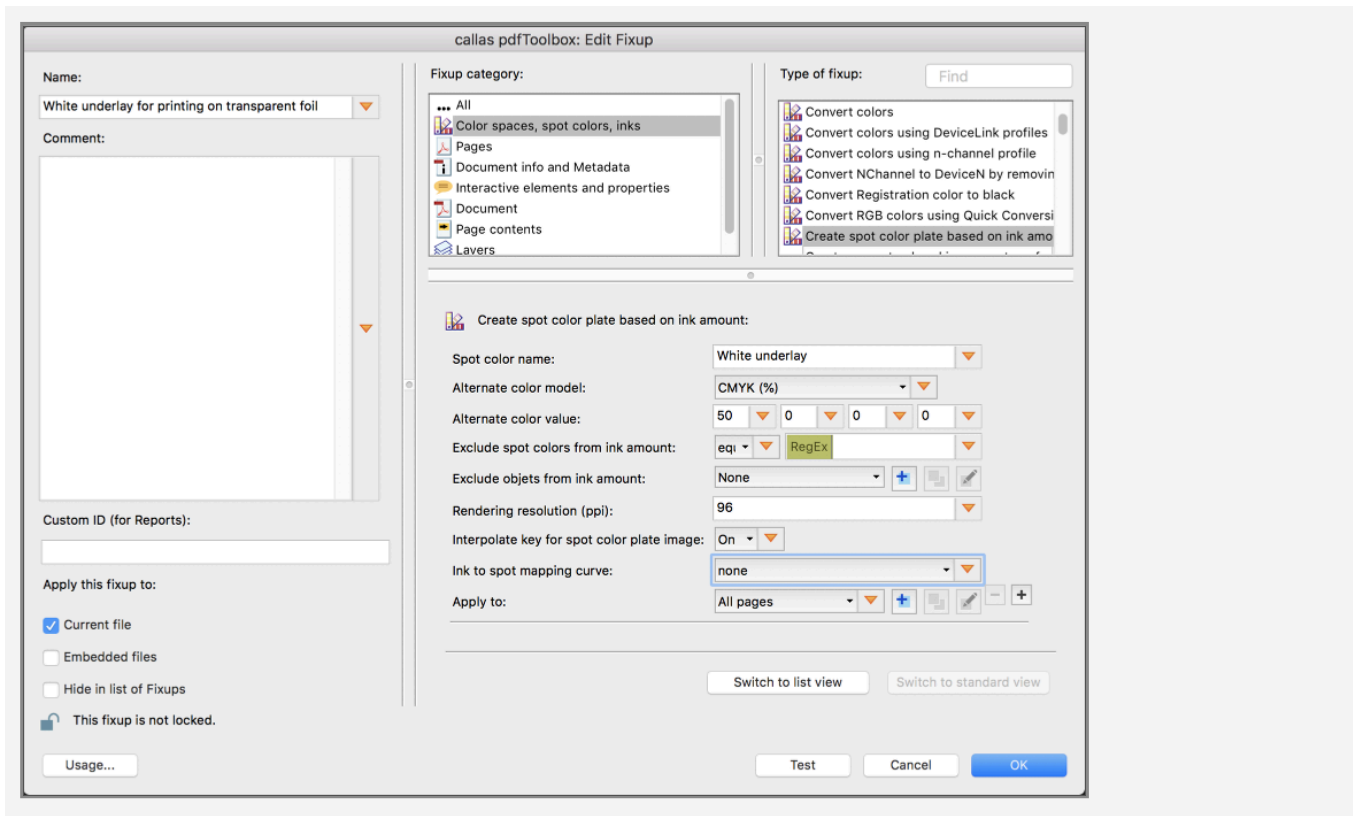 callas pdfToolbox: Edit Fixup
Name:
White underlay for printing on transparent foil
Comment:
Custom ID (for Reports):
Apply this fixup to:
Current file
Embedded files
Hide in list of Fixups
This fixup is not locked.
Usage...
Fixup category:
... All
Color spaces, spot colors, inks
Pages
Document info and Metadata
Interactive elements and properties
Document
Page contents
Layers
Type of fixup:
Find
Convert colors
Convert colors using DeviceLink profiles
Convert colors using n-channel profile
Convert NChannel to DeviceN by removin
Convert Registration color to black
Convert RGB colors using Quick Conversi
Create spot color plate based on ink amo
Create spot color plate based on ink amount:
Spot color name: White underlay
Alternate color model: CMYK (%)
Alternate color value: 50 0 0 0
Exclude spot colors from ink amount: equ RegEx
Exclude objets from ink amount: None
Rendering resolution (ppi): 96
Interpolate key for spot color plate image: On
Ink to spot mapping curve: none
Apply to: All pages
Switch to list view Switch to standard view
Test Cancel OK